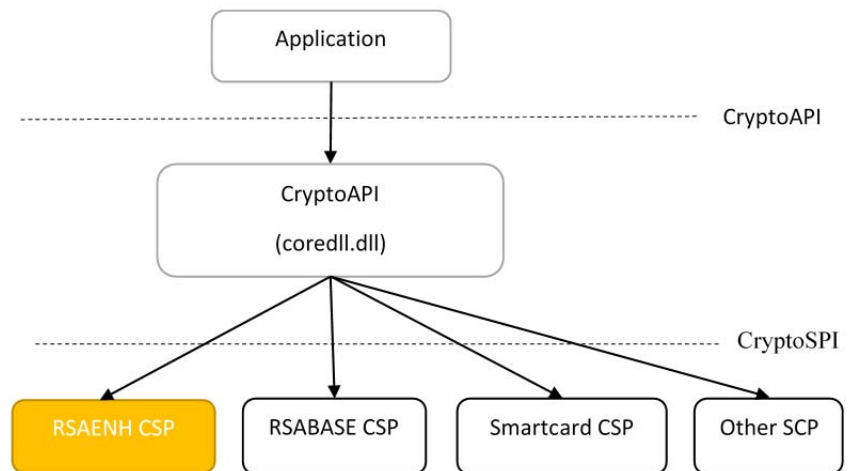 Application
CryptoAPI
CryptoAPI
(coredll.dll)
CryptoSPI
RSAENH CSP
RSABASE CSP
Smartcard CSP
Other SCP